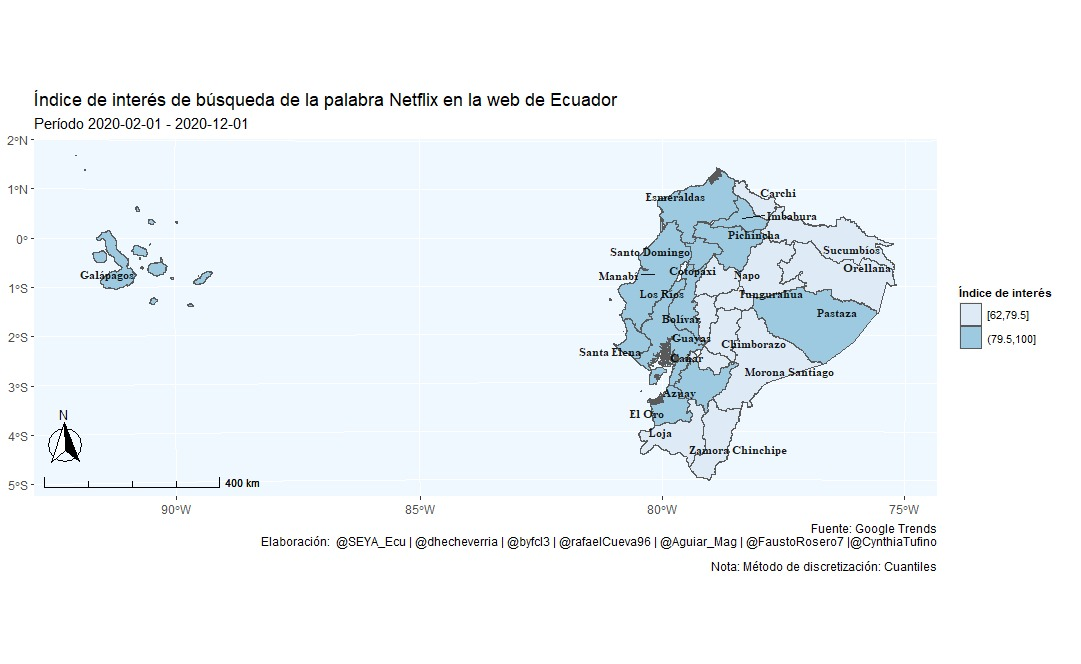 Índice de interés de búsqueda de la palabra Netflix en la web de Ecuador
Período 2020-02-01 - 2020-12-01
2°N
1°N
0°
1°S
2°S
3°S
4°S
5°S
90°W
85°W
80°W
75°W
Galápagos
Esmeraldas
Carchi
Imbabura
Pichincha
Santo Domingo
Sucumbíos
Orellana
Manabí
Cotopaxi
Napo
Los Ríos
Tungurahua
Pastaza
Bolívar
Guayas
Chimborazo
Santa Elena
Cañar
Morona Santiago
Azuay
El Oro
Loja
Zamora Chinchipe
N
400 km
Índice de interés
[62,79.5]
(79.5,100]
Fuente: Google Trends
Elaboración: @SEYA_Ecu | @dhecheverria | @byfcl3 | @rafaelCueva96 | @Aguiar_Mag | @FaustoRosero7 |@CynthiaTufino
Nota: Método de discretización: Cuantiles